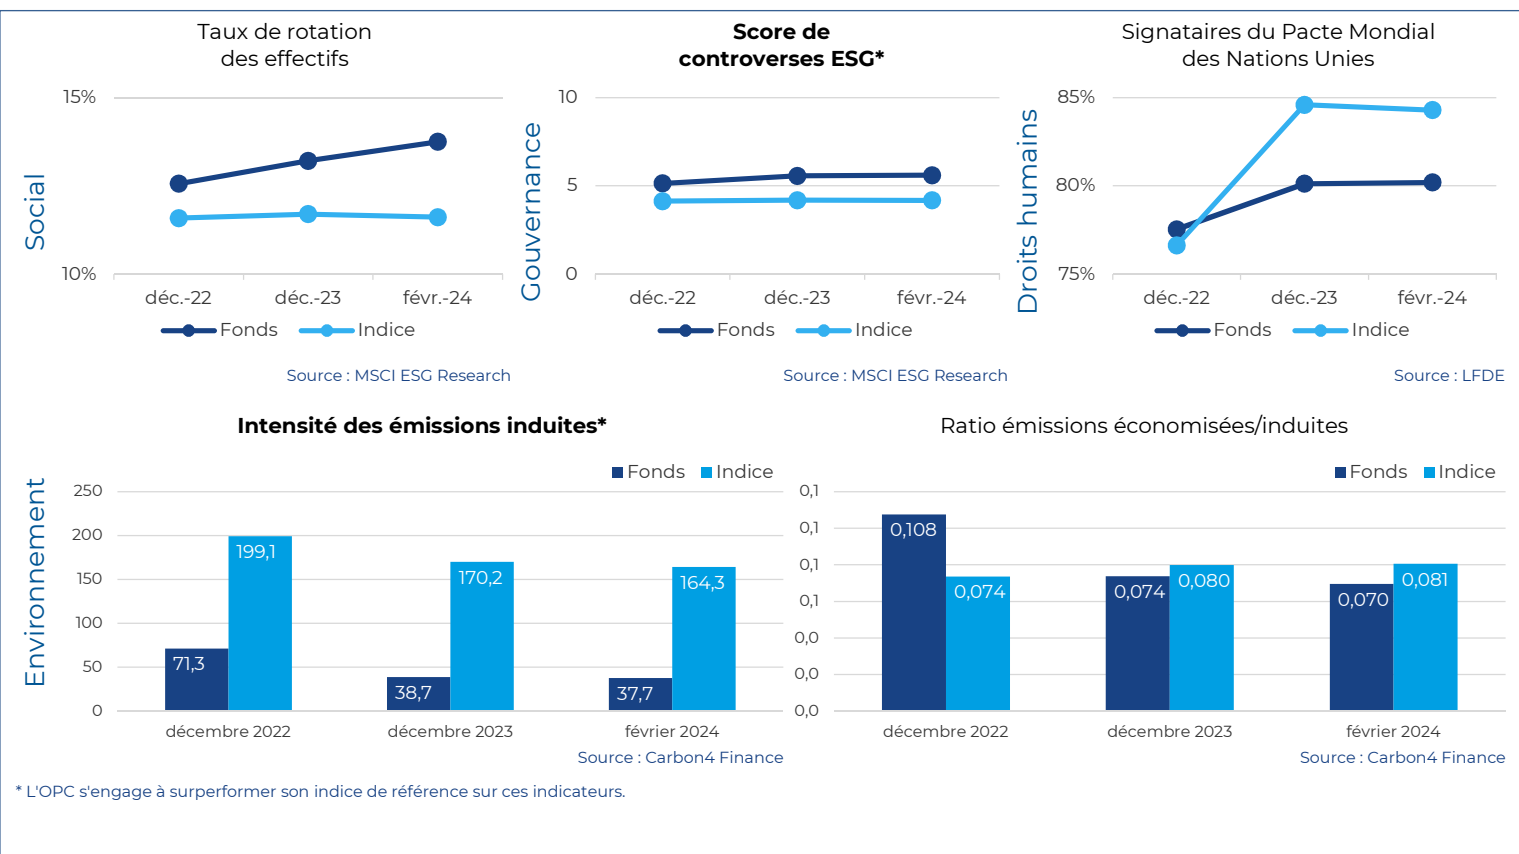 Taux de rotation
des effectifs
Social
15%
10%
déc.-22 déc.-23 févr.-24
Fonds Indice
Source : MSCI ESG Research
Score de
controverses ESG*
Gouvernance
10
5
0
déc.-22 déc.-23 févr.-24
Fonds Indice
Source : MSCI ESG Research
Signataires du Pacte Mondial
des Nations Unies
Droits humains
85%
80%
75%
déc.-22 déc.-23 févr.-24
Fonds Indice
Source : LFDE
Environnement
Intensité des émissions induites*
Fonds Indice
250
200
150
100
50
0
199,1
170,2
164,3
71,3
38,7
37,7
décembre 2022 décembre 2023 février 2024
Source : Carbon4 Finance
Ratio émissions économisées/induites
Fonds Indice
0,1
0,1
0,1
0,1
0,0
0,0
0,0
0,108
0,074
0,074
0,080
0,070
0,081
décembre 2022 décembre 2023 février 2024
Source : Carbon4 Finance
* L'OPC s'engage à surperformer son indice de référence sur ces indicateurs.